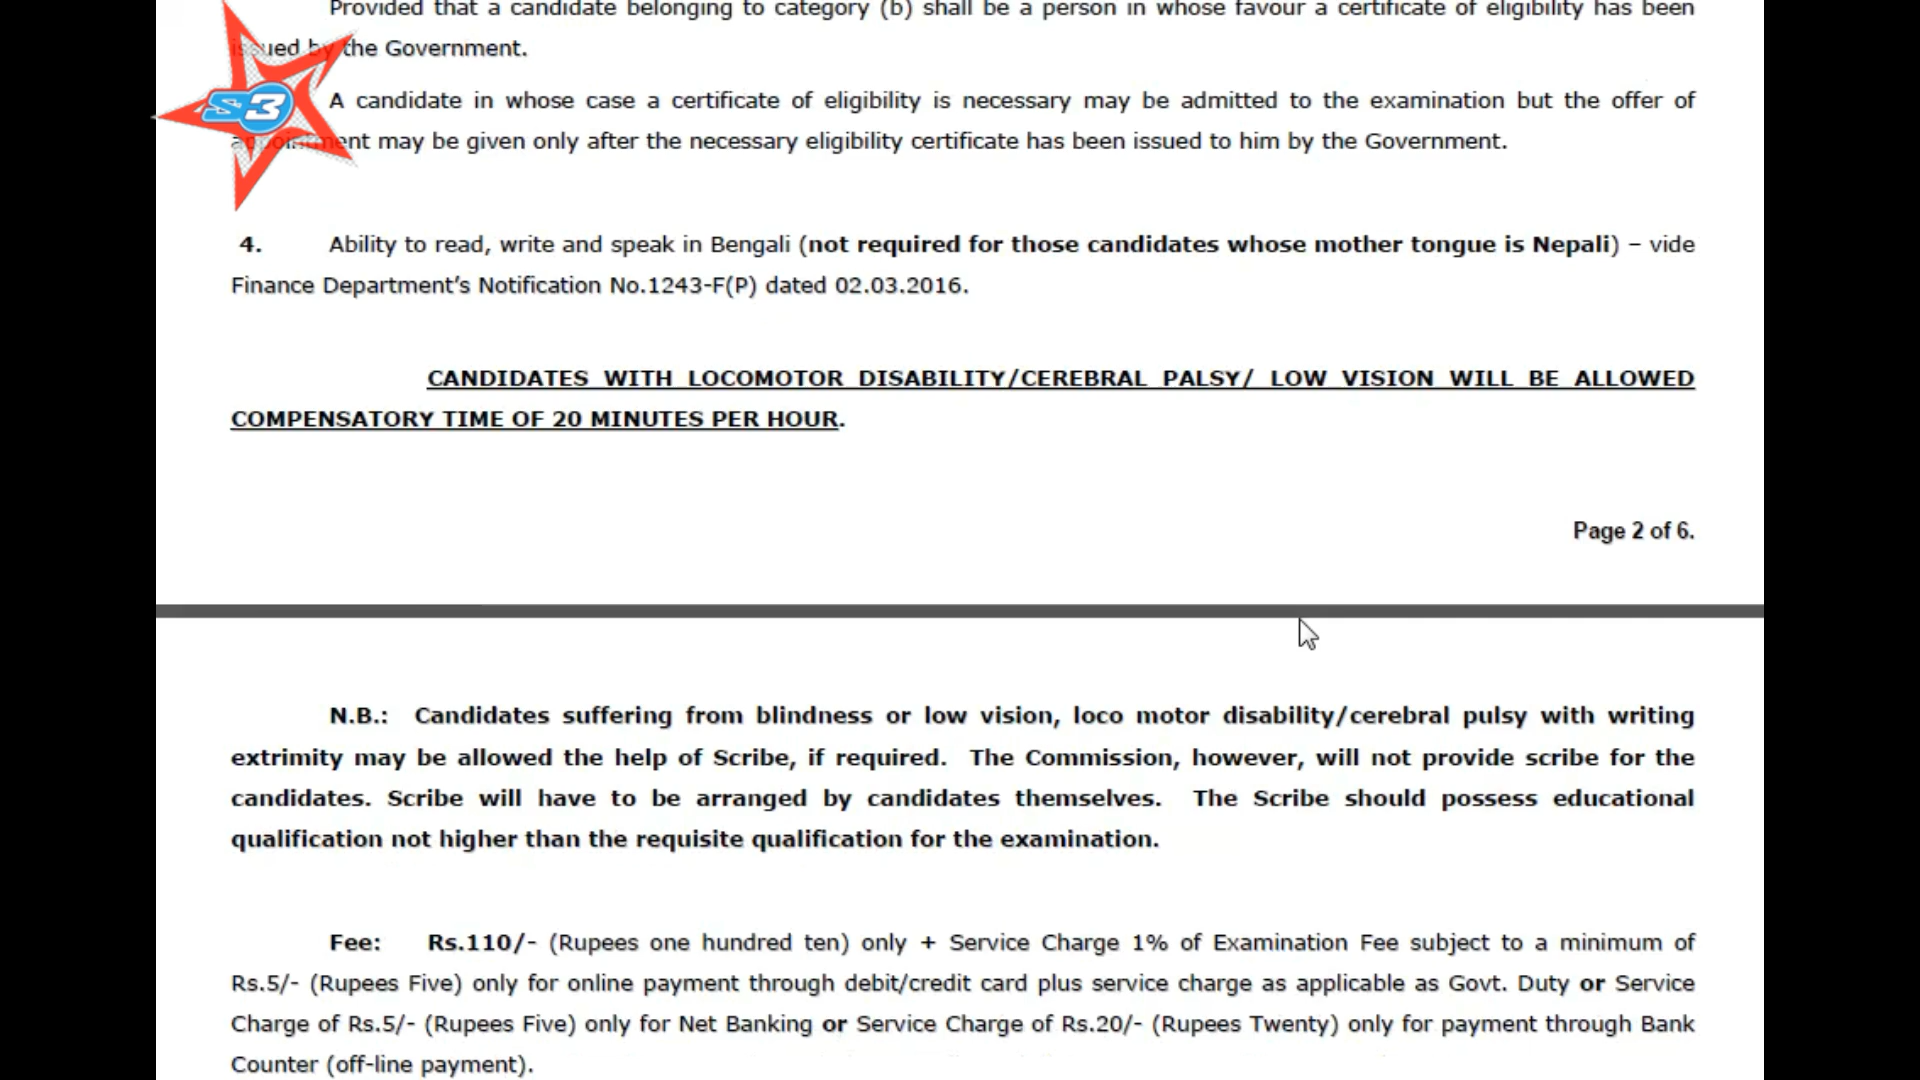 Provided that a candidate belonging to category (b) shall be a person in whose favour a certificate of eligibility has been
issued by the Government.
S3
A candidate in whose case a certificate of eligibility is necessary may be admitted to the examination but the offer of
appointment may be given only after the necessary eligibility certificate has been issued to him by the Government.
4. Ability to read, write and speak in Bengali (not required for those candidates whose mother tongue is Nepali) – vide
Finance Department's Notification No.1243-F(P) dated 02.03.2016.
CANDIDATES WITH LOCOMOTOR DISABILITY/CEREBRAL PALSY/ LOW VISION WILL BE ALLOWED
COMPENSATORY TIME OF 20 MINUTES PER HOUR.
Page 2 of 6.
N.B.: Candidates suffering from blindness or low vision, loco motor disability/cerebral pulsy with writing
extrimity may be allowed the help of Scribe, if required. The Commission, however, will not provide scribe for the
candidates. Scribe will have to be arranged by candidates themselves. The Scribe should possess educational
qualification not higher than the requisite qualification for the examination.
Fee: Rs.110/- (Rupees one hundred ten) only + Service Charge 1% of Examination Fee subject to a minimum of
Rs.5/- (Rupees Five) only for online payment through debit/credit card plus service charge as applicable as Govt. Duty or Service
Charge of Rs.5/- (Rupees Five) only for Net Banking or Service Charge of Rs.20/- (Rupees Twenty) only for payment through Bank
Counter (off-line payment).